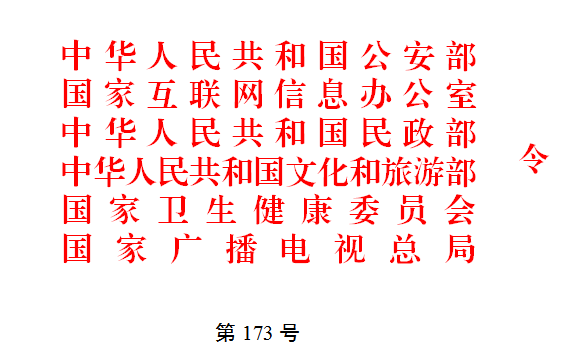 中华人民共和国公安部
国家互联网信息办公室
中华人民共和国民政部
中华人民共和国文化和旅游部
国家卫生健康委员会
国家广播电视总局
令
第 173 号